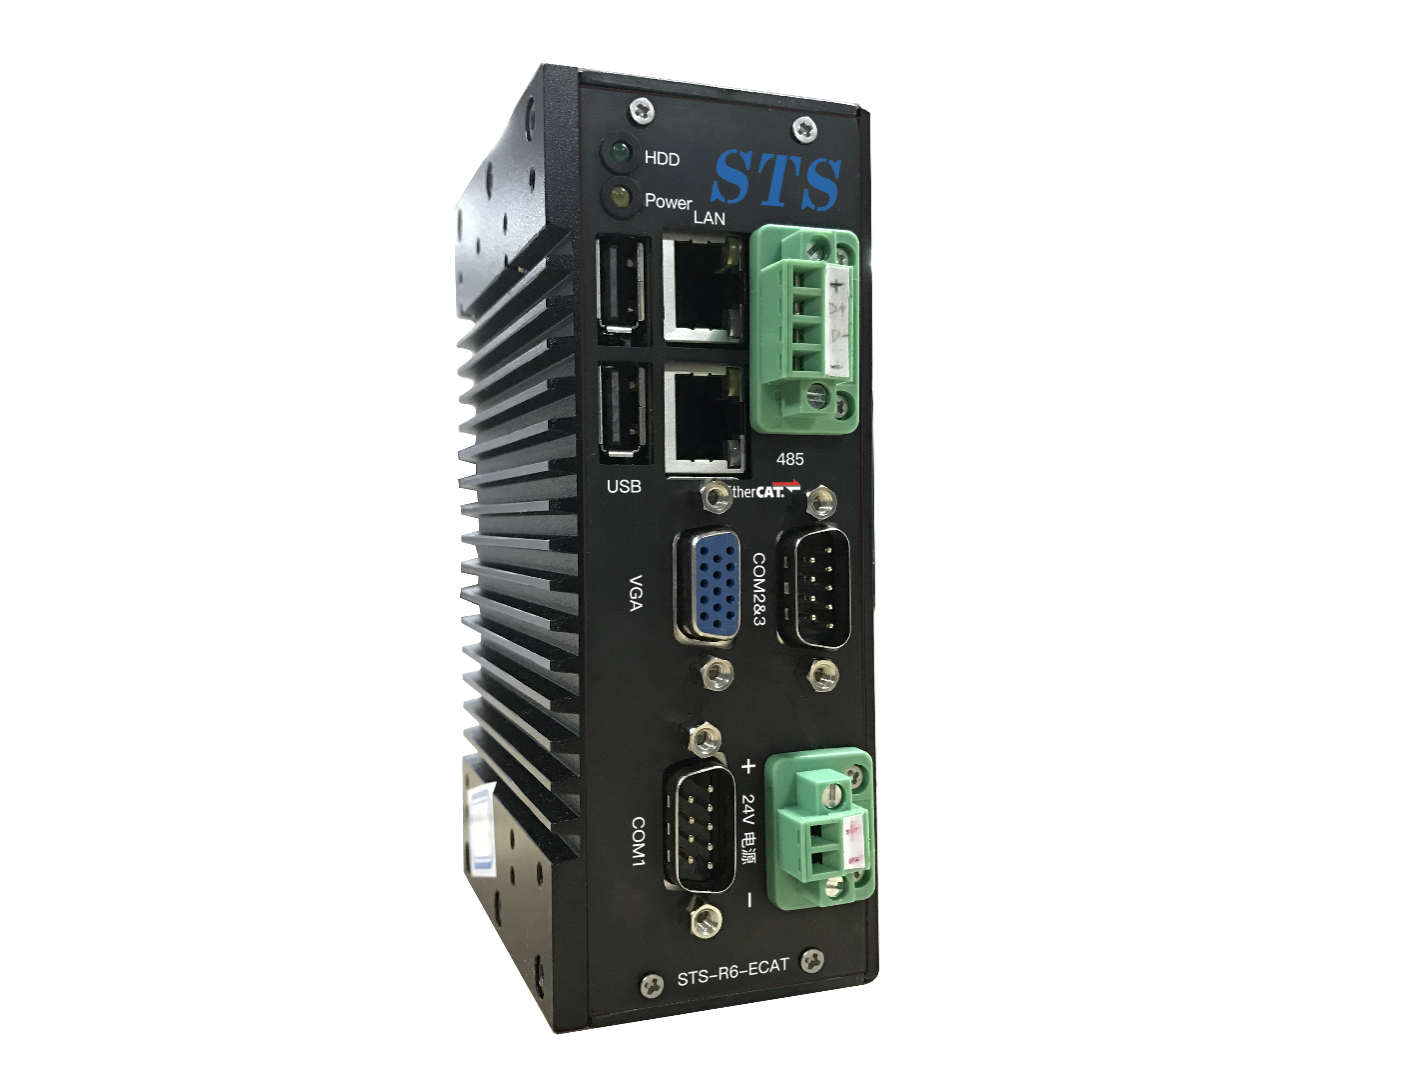 HDD
STS
Power
LAN
+
D+
D-
-
485
USB
therCAT.
VGA
COM2&3
COM1
+
24V 电源
-
STS-R6-ECAT